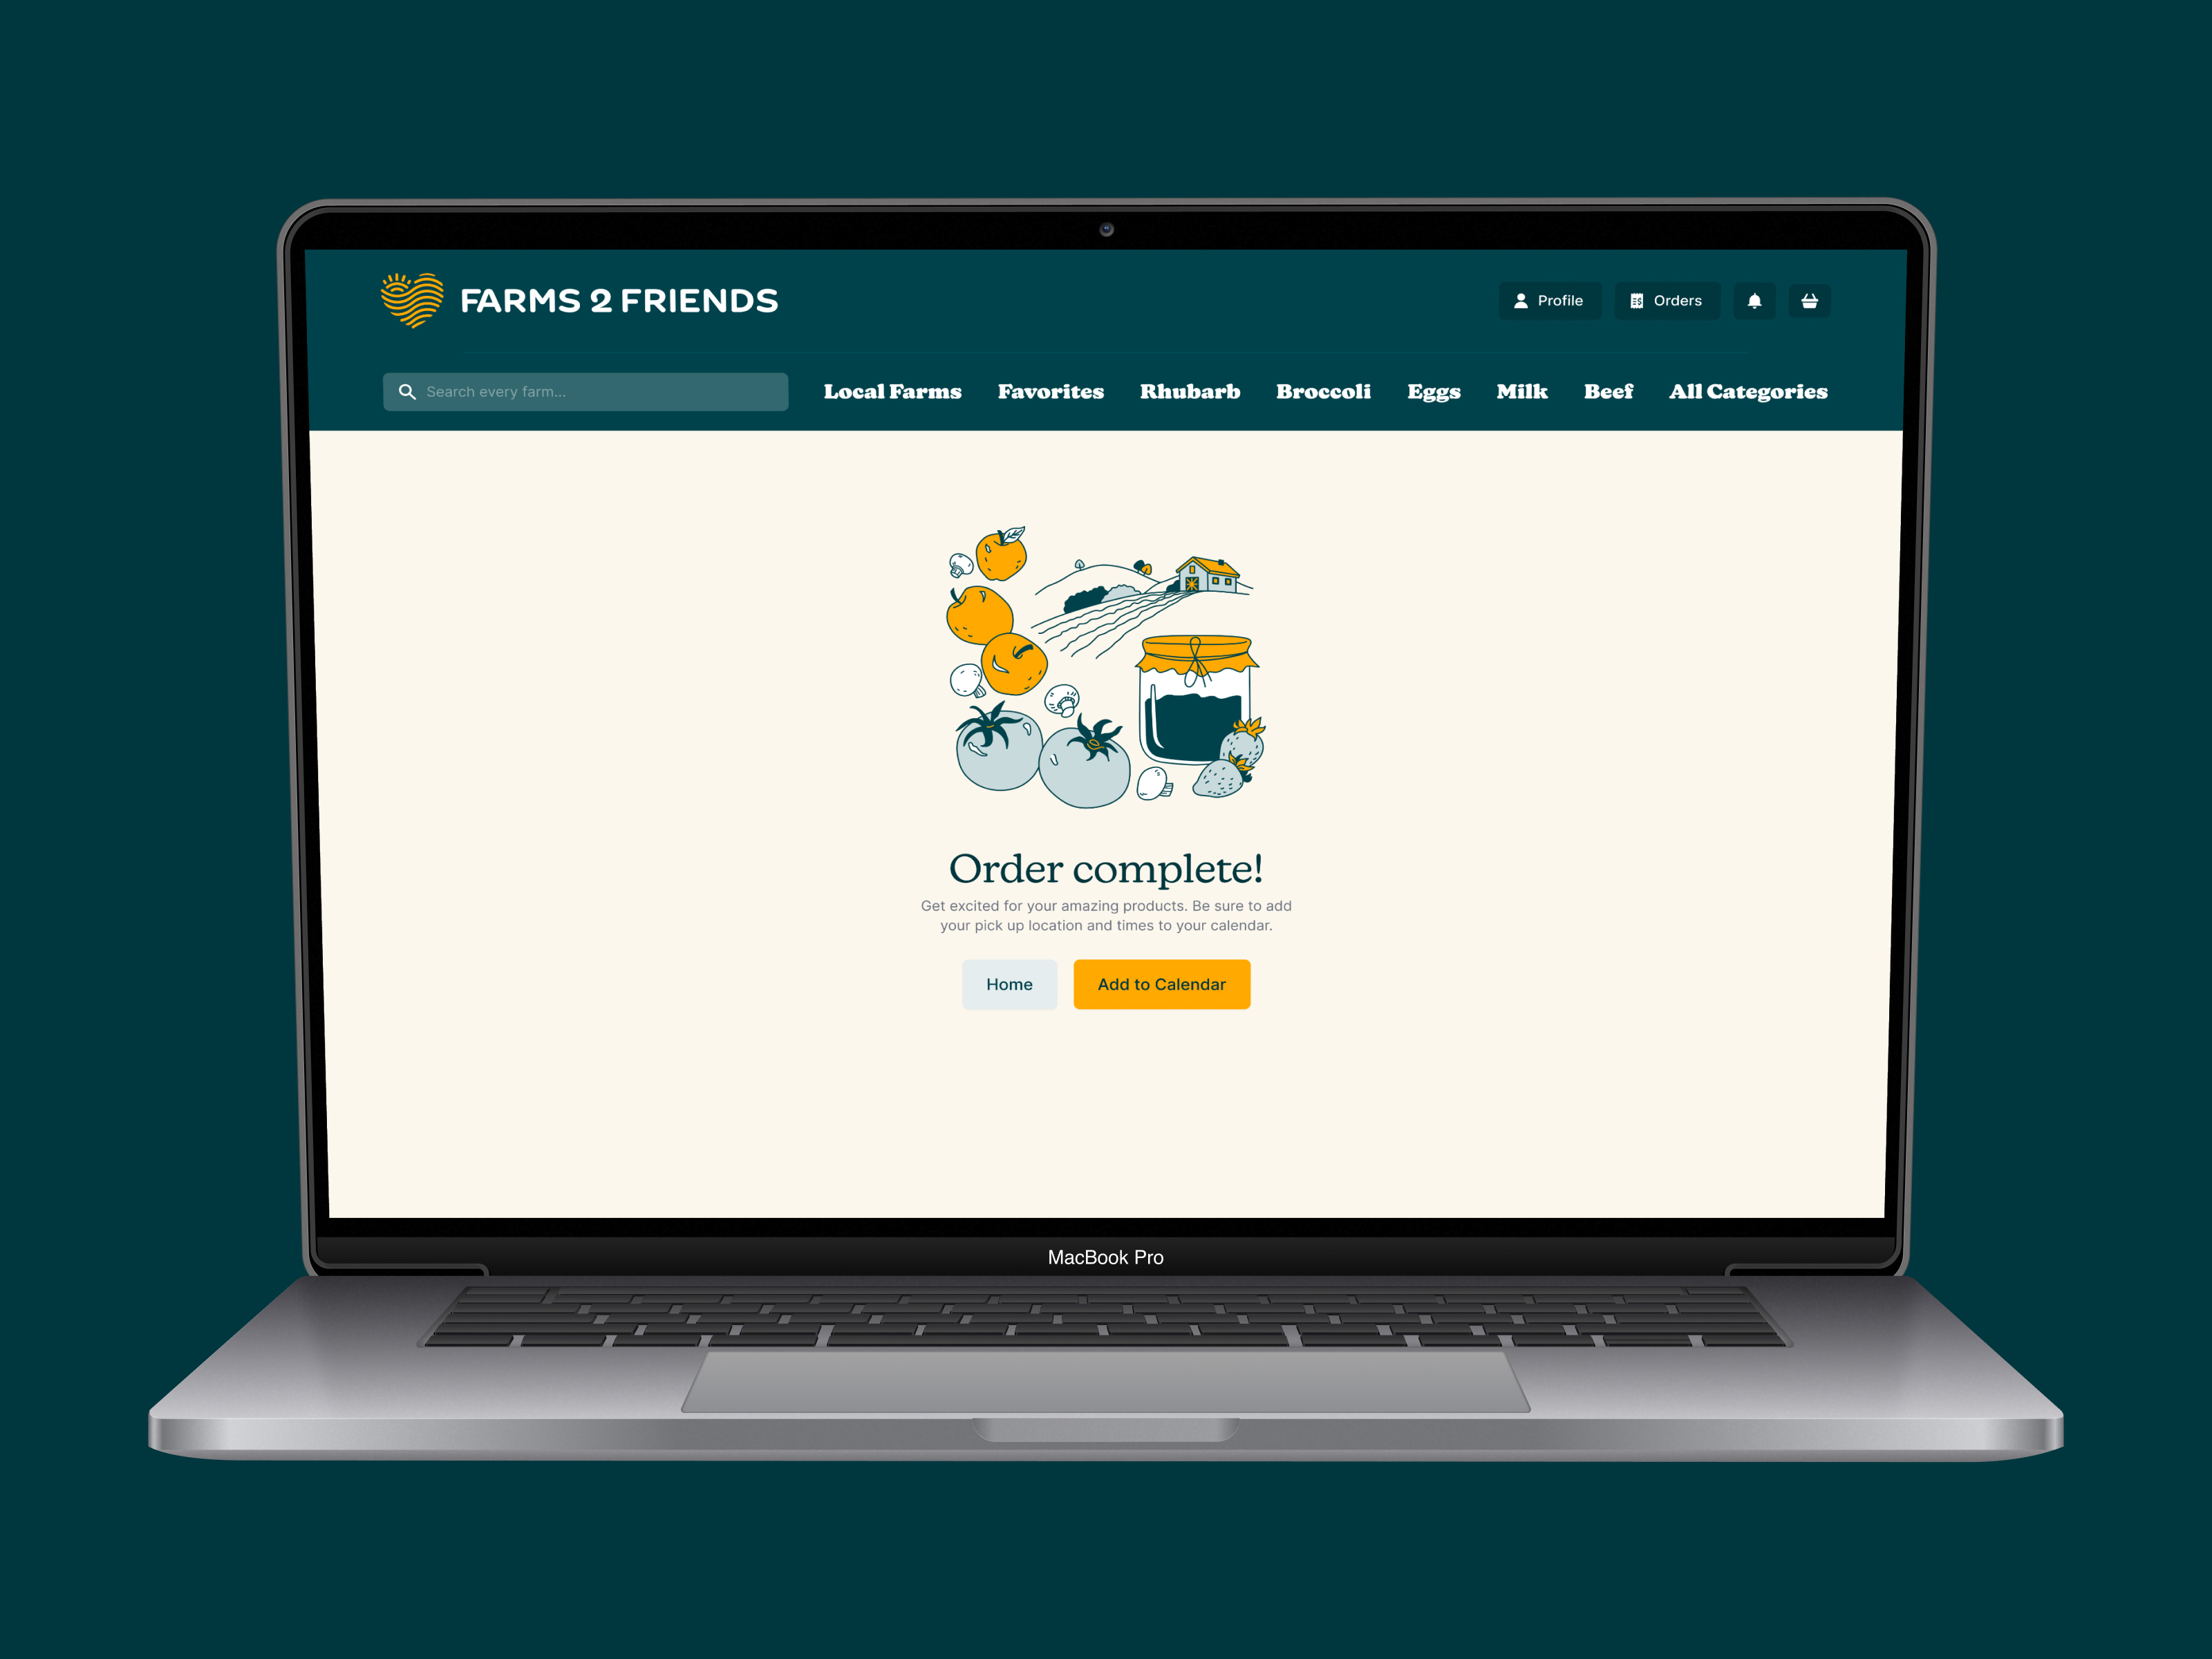 FARMS 2 FRIENDS
Profile
Orders
Search every farm...
Local Farms
Favorites
Rhubarb
Broccoli
Eggs
Milk
Beef
All Categories
Order complete!
Get excited for your amazing products. Be sure to add
your pick up location and times to your calendar.
Home
Add to Calendar
MacBook Pro